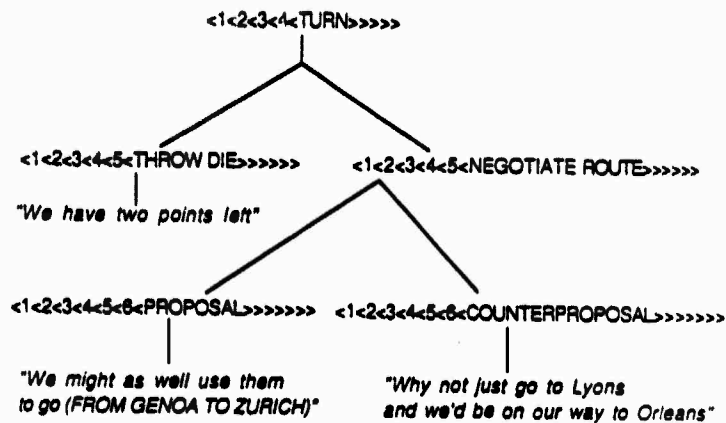 <1<2<3<4<TURN>>>>>
<1<2<3<4<5<THROW DIE>>>>>> <1<2<3<4<5<NEGOTIATE ROUTE>>>>>>
"We have two points left"
<1<2<3<4<5<6<PROPOSAL>>>>>>> <1<2<3<4<5<6<COUNTERPROPOSAL>>>>>>>
"We might as well use them
to go (FROM GENOA TO ZURICH)"
"Why not just go to Lyons
and we'd be on our way to Orleans"